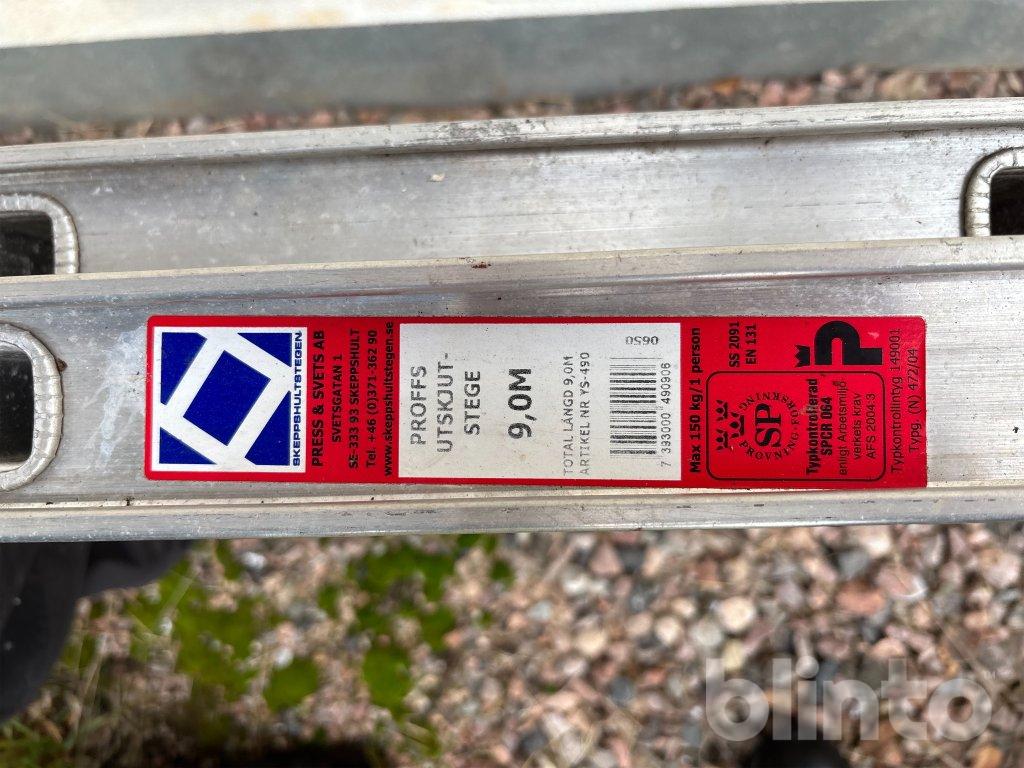 SKEPPSHULTSTEGEN
PRESS & SVETS AB
SVETSGATAN 1
SE-333 93 SKEPPSHULT
Tel. +46 (0)371-362 90
www.skeppshultstegen.se
PROFFS
UTSKJUT-
STEGE
9,0M
TOTAL LÄNGD 9,0M
ARTIKEL NR YS-490
7 393000 490906
0650
Max 150 kg/1 person
SS 2091
EN 131
SP
PROVNING·FORSKNING
Typkontrollerad
SPCR 064
enligt Arbetsmiljö
verkets krav
AFS 2004:3
P
Typkontrollintyg 149001
Typg. (N) 472/04
blinto